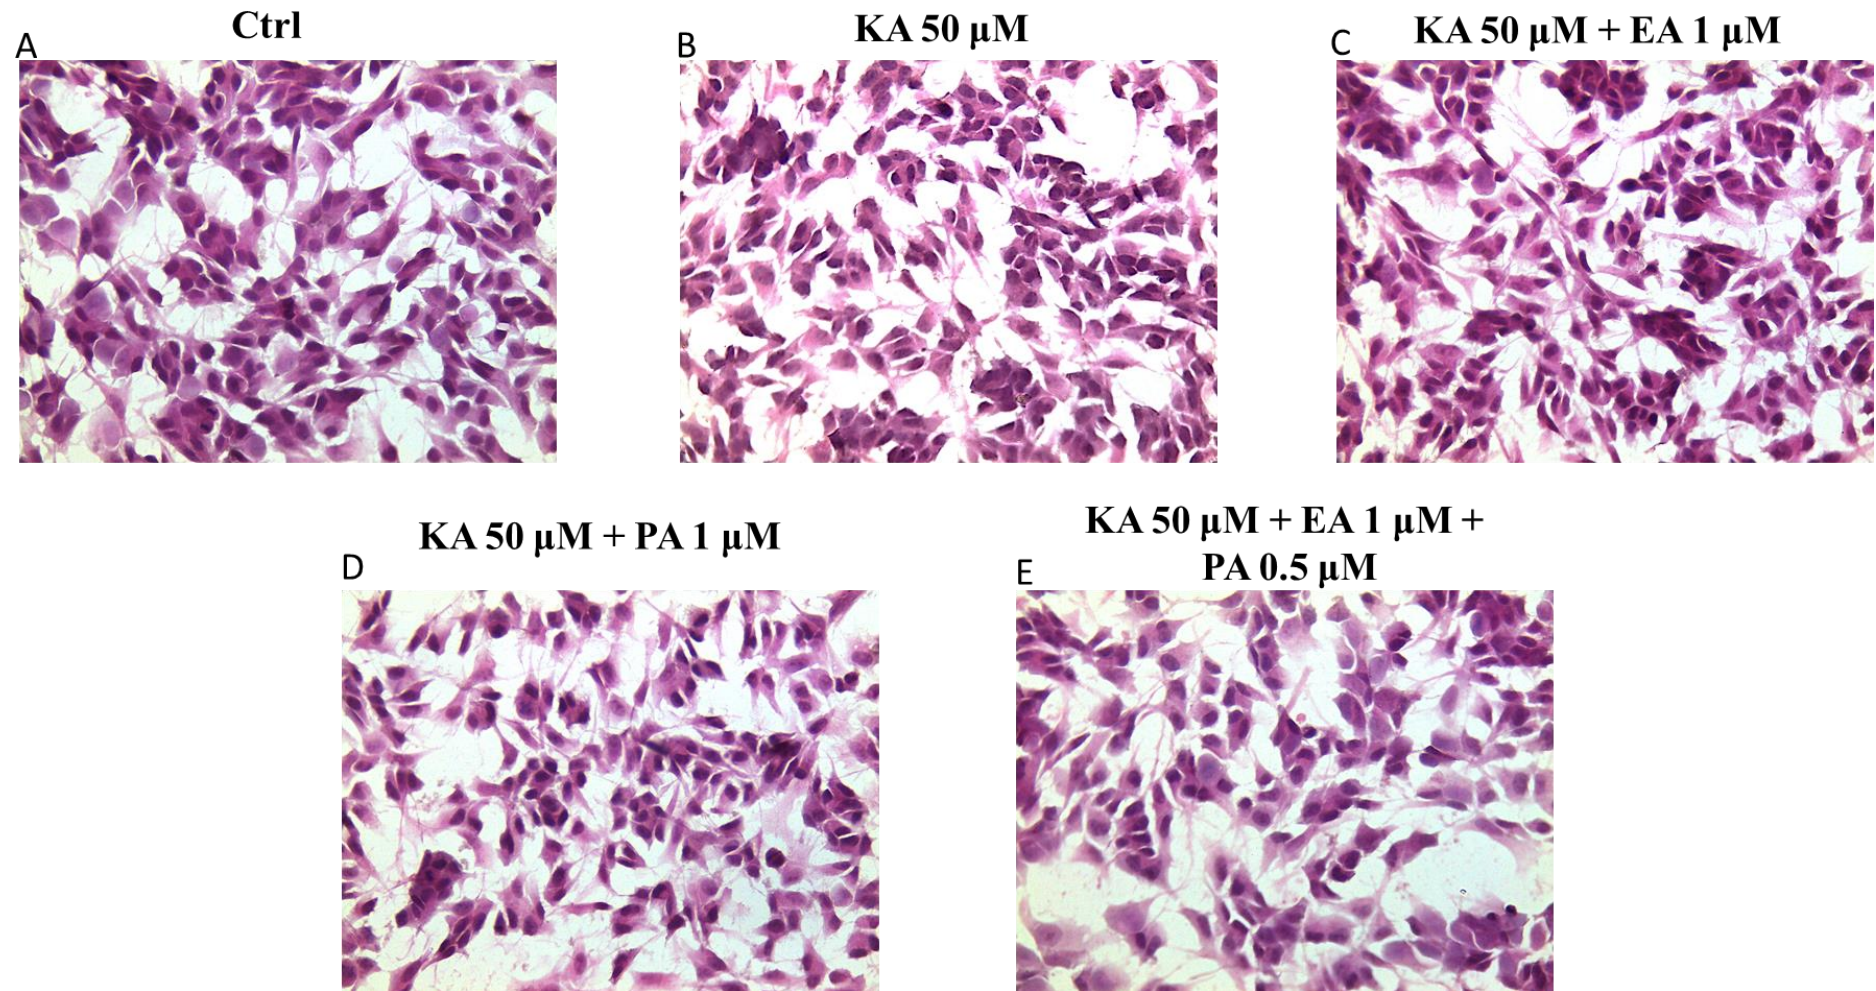 A
Ctrl
B
KA 50 μM
C
KA 50 μM + EA 1 μM
D
KA 50 μM + PA 1 μM
E
KA 50 μM + EA 1 μM +
PA 0.5 μM